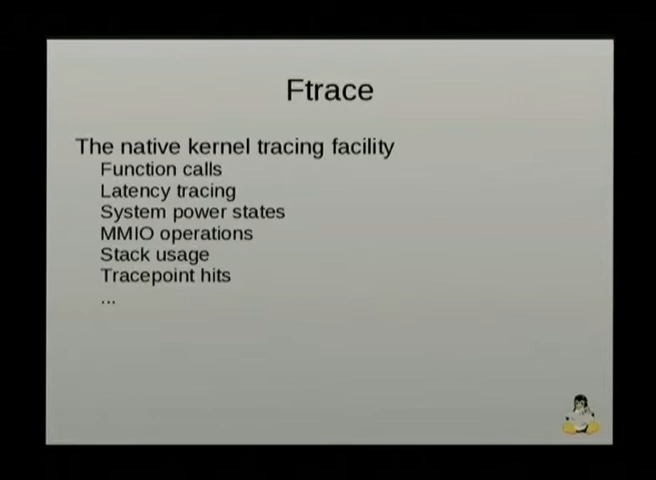 Ftrace
The native kernel tracing facility
Function calls
Latency tracing
System power states
MMIO operations
Stack usage
Tracepoint hits
...